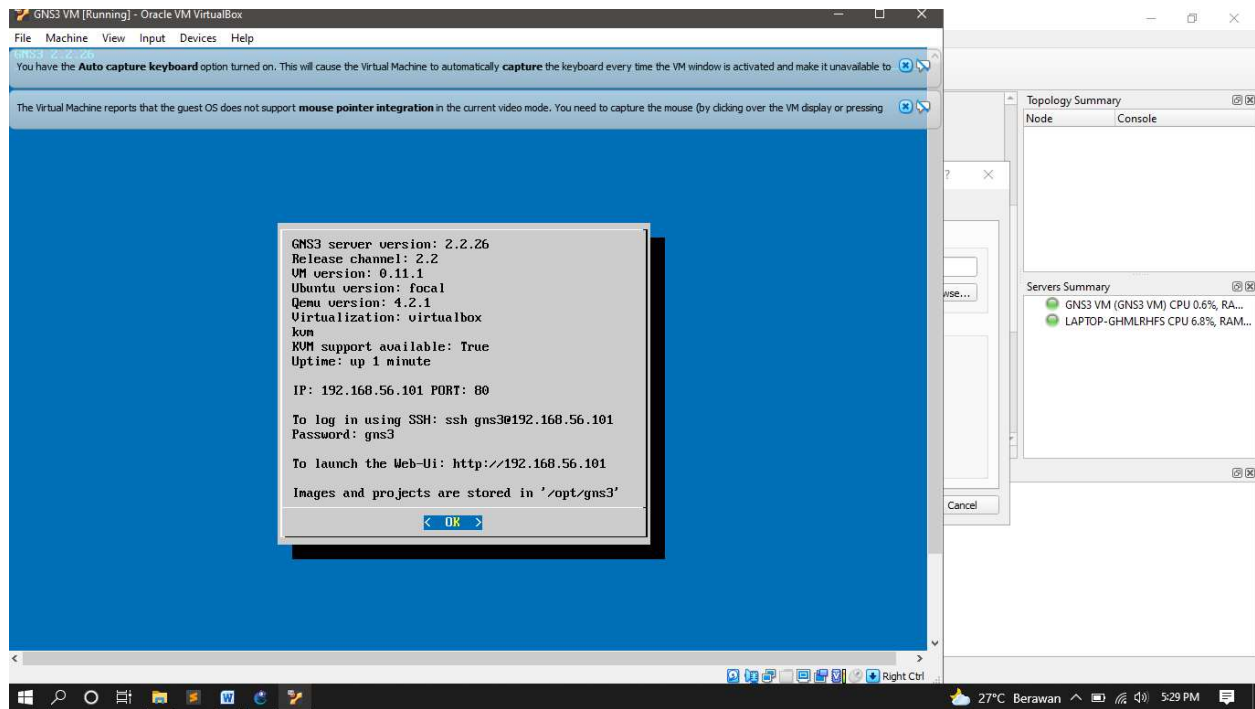 GNS3 VM [Running] - Oracle VM VirtualBox
File Machine View Input Devices Help
GNS3 2.2.26
You have the Auto capture keyboard option turned on. This will cause the Virtual Machine to automatically capture the keyboard every time the VM window is activated and make it unavailable to
The Virtual Machine reports that the guest OS does not support mouse pointer integration in the current video mode. You need to capture the mouse (by clicking over the VM display or pressing
GNS3 server version: 2.2.26
Release channel: 2.2
VM version: 0.11.1
Ubuntu version: focal
Qemu version: 4.2.1
Virtualization: virtualbox
kvm
KVM support available: True
Uptime: up 1 minute
IP: 192.168.56.101 PORT: 80
To log in using SSH: ssh gns3@192.168.56.101
Password: gns3
To launch the Web-Ui: http://192.168.56.101
Images and projects are stored in '/opt/gns3'
< OK >
Right Ctrl
?
wse...
Cancel
Topology Summary
Node Console
Servers Summary
GNS3 VM (GNS3 VM) CPU 0.6%, RA...
LAPTOP-GHMLRHFS CPU 6.8%, RAM...
27°C Berawan 5:29 PM